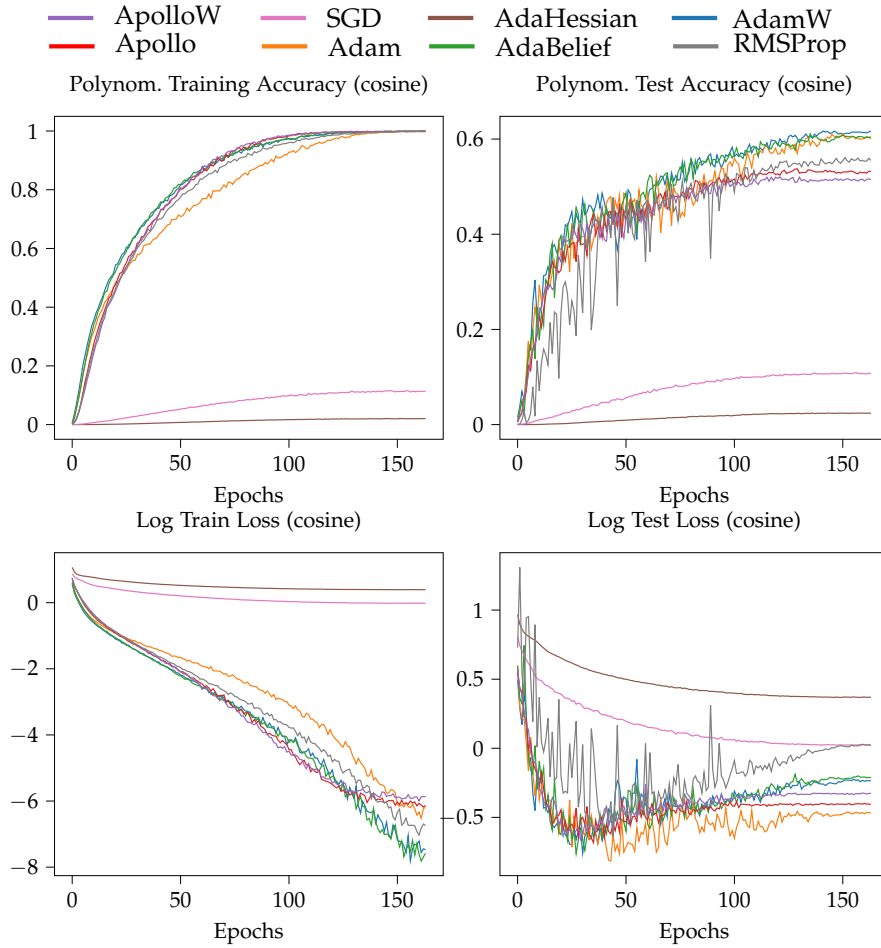 ApolloW SGD AdaHessian AdamW
Apollo Adam AdaBelief RMSProp
Polynom. Training Accuracy (cosine) Polynom. Test Accuracy (cosine)
1
0.8
0.6
0.4
0.2
0
0 50 100 150
Epochs
0.6
0.4
0.2
0
0 50 100 150
Epochs
Log Train Loss (cosine) Log Test Loss (cosine)
0
−2
−4
−6
−8
0 50 100 150
Epochs
1
0.5
0
−0.5
0 50 100 150
Epochs